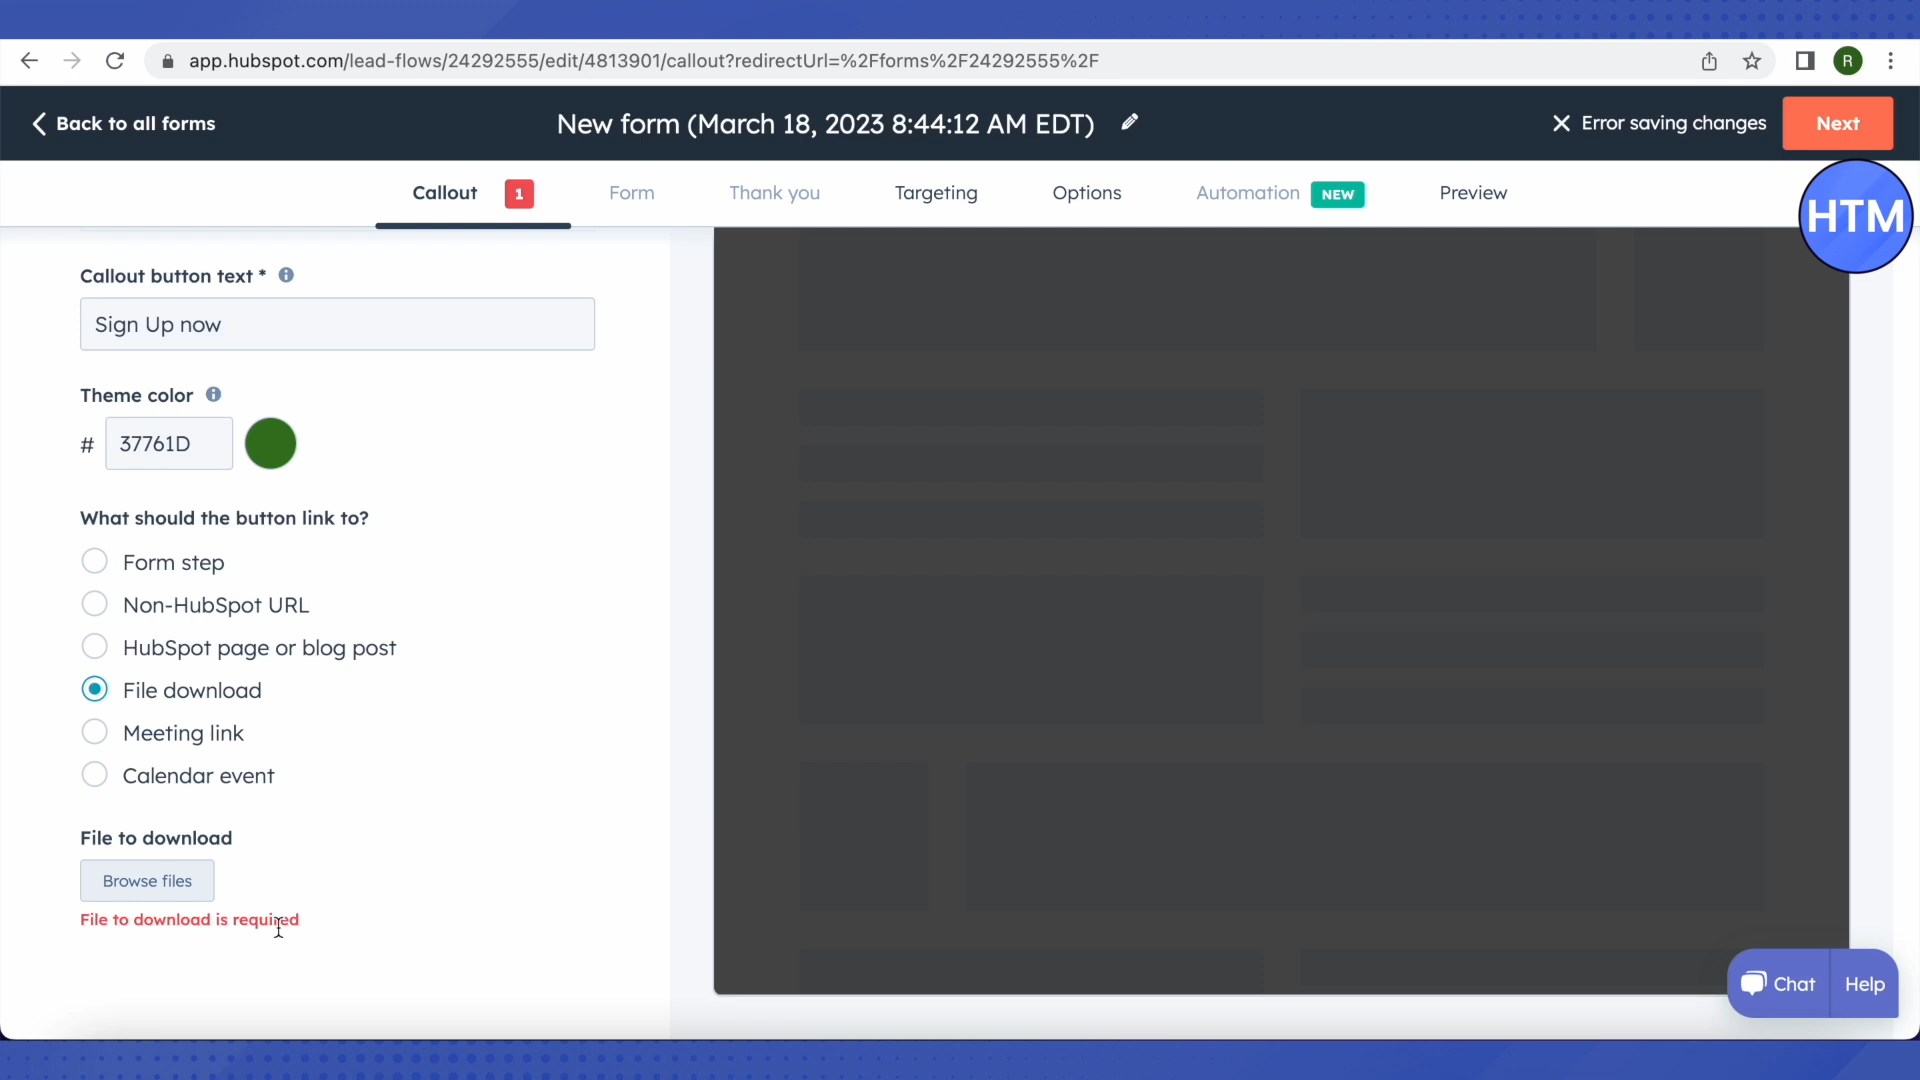 app.hubspot.com/lead-flows/24292555/edit/4813901/callout?redirectUrl=%2Fforms%2F24292555%2F
R
Back to all forms
New form (March 18, 2023 8:44:12 AM EDT)
Error saving changes
Next
Callout 1
Form
Thank you
Targeting
Options
Automation NEW
Preview
HTM
Callout button text *
Sign Up now
Theme color
# 37761D
What should the button link to?
Form step
Non-HubSpot URL
HubSpot page or blog post
File download
Meeting link
Calendar event
File to download
Browse files
File to download is required
Chat
Help